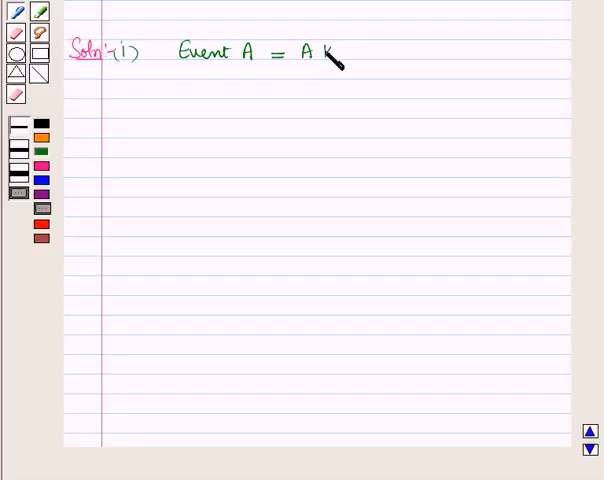 Soln:- (i) Event A = A